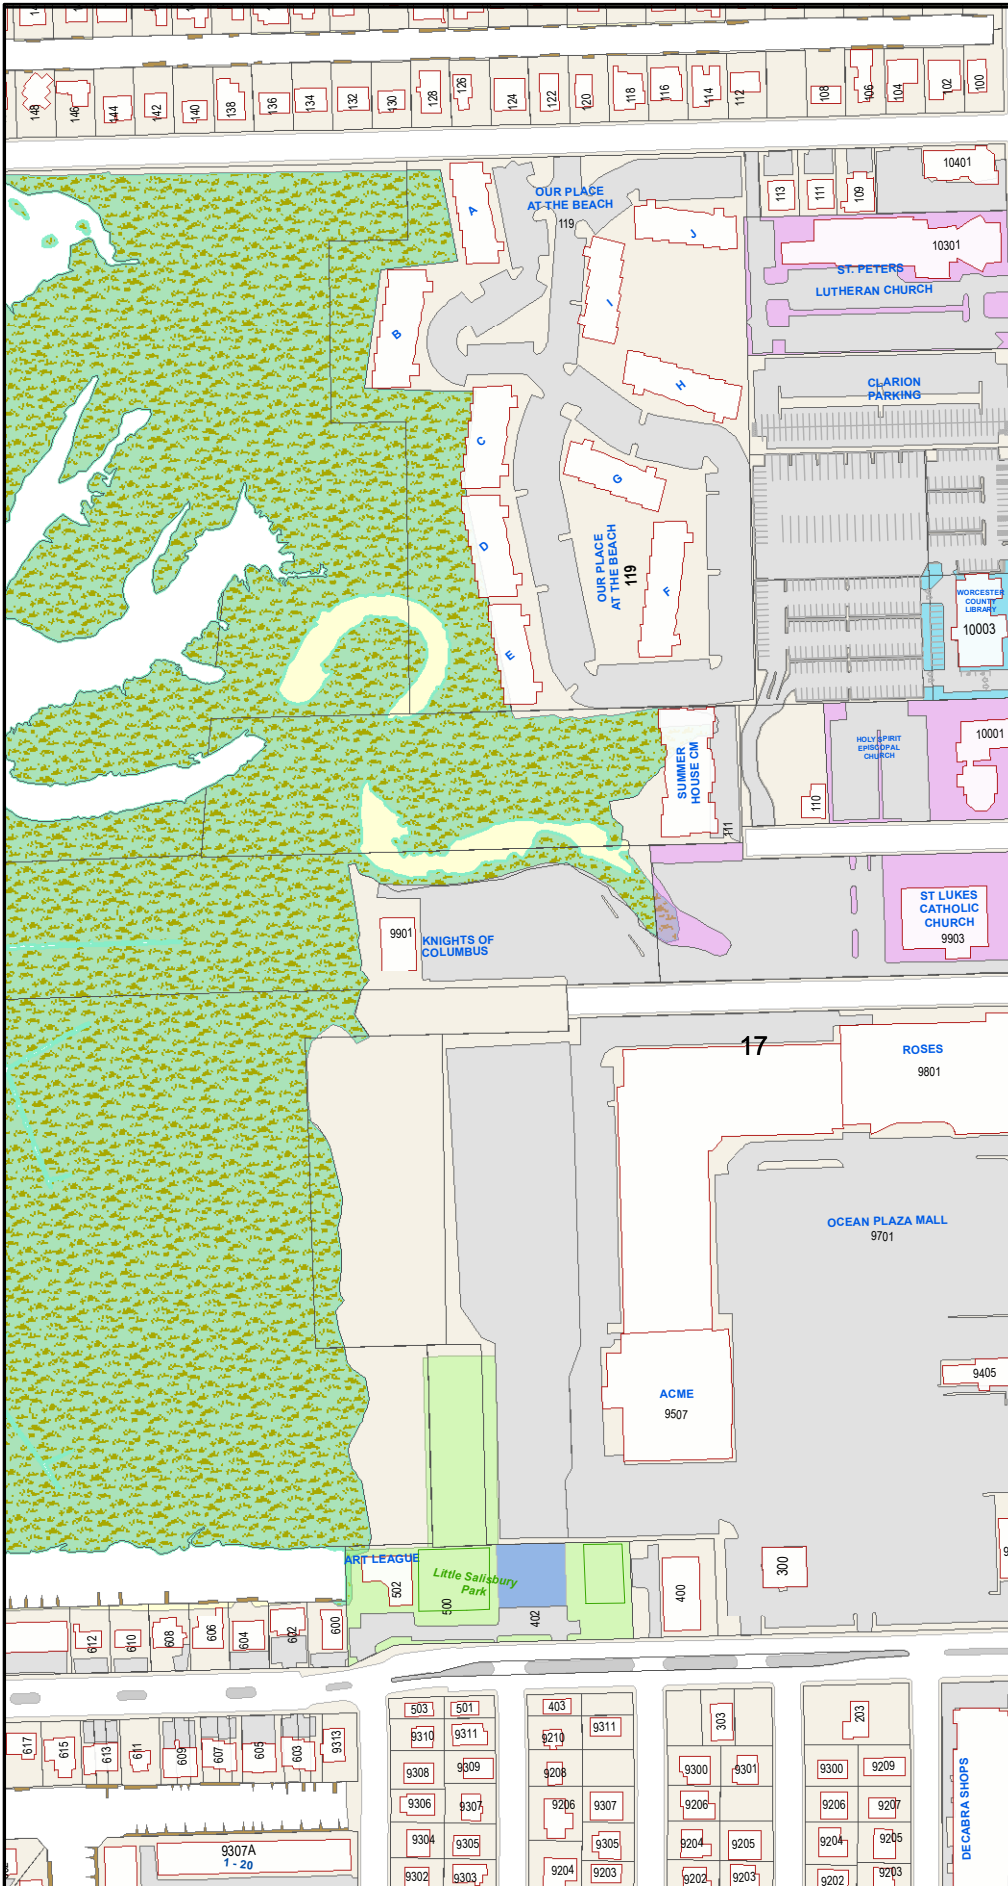 148
146
144
142
140
138
136
134
132
130
128
126
124
122
120
118
116
114
112
108
106
104
102
100
A
OUR PLACE
AT THE BEACH
119
J
113
111
109
10401
10301
ST. PETERS
LUTHERAN CHURCH
B
I
H
CLARION
PARKING
C
G
D
OUR PLACE
AT THE BEACH
119
F
E
WORCESTER
COUNTY
LIBRARY
10003
SUMMER
HOUSE CM
111
110
HOLY SPIRIT
EPISCOPAL
CHURCH
10001
9901
KNIGHTS OF
COLUMBUS
ST LUKES
CATHOLIC
CHURCH
9903
17
ROSES
9801
OCEAN PLAZA MALL
9701
ACME
9507
9405
ART LEAGUE
502
Little Salisbury
Park
500
402
400
300
612
610
608
606
604
602
600
617
615
613
611
609
607
605
603
9313
503
501
403
303
203
9310
9311
9210
9311
9308
9309
9208
9300
9301
9300
9209
9306
9307
9206
9307
9206
9206
9207
9304
9305
9305
9204
9205
9204
9205
9302
9303
9204
9203
9202
9203
9202
9203
9307A
1 - 20
DECABRA SHOPS